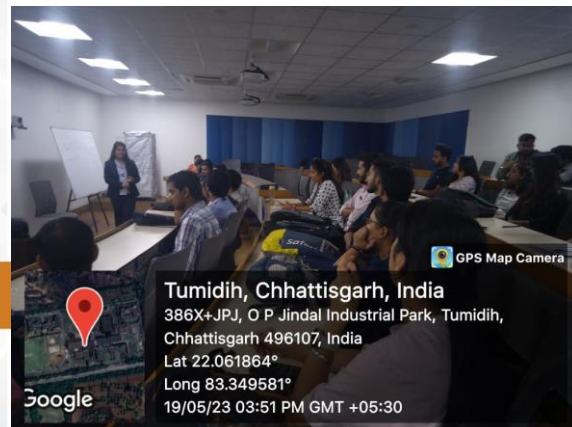 GPS Map Camera
Tumidih, Chhattisgarh, India
386X+JPJ, O P Jindal Industrial Park, Tumidih,
Chhattisgarh 496107, India
Lat 22.061864°
Long 83.349581°
19/05/23 03:51 PM GMT +05:30
Google